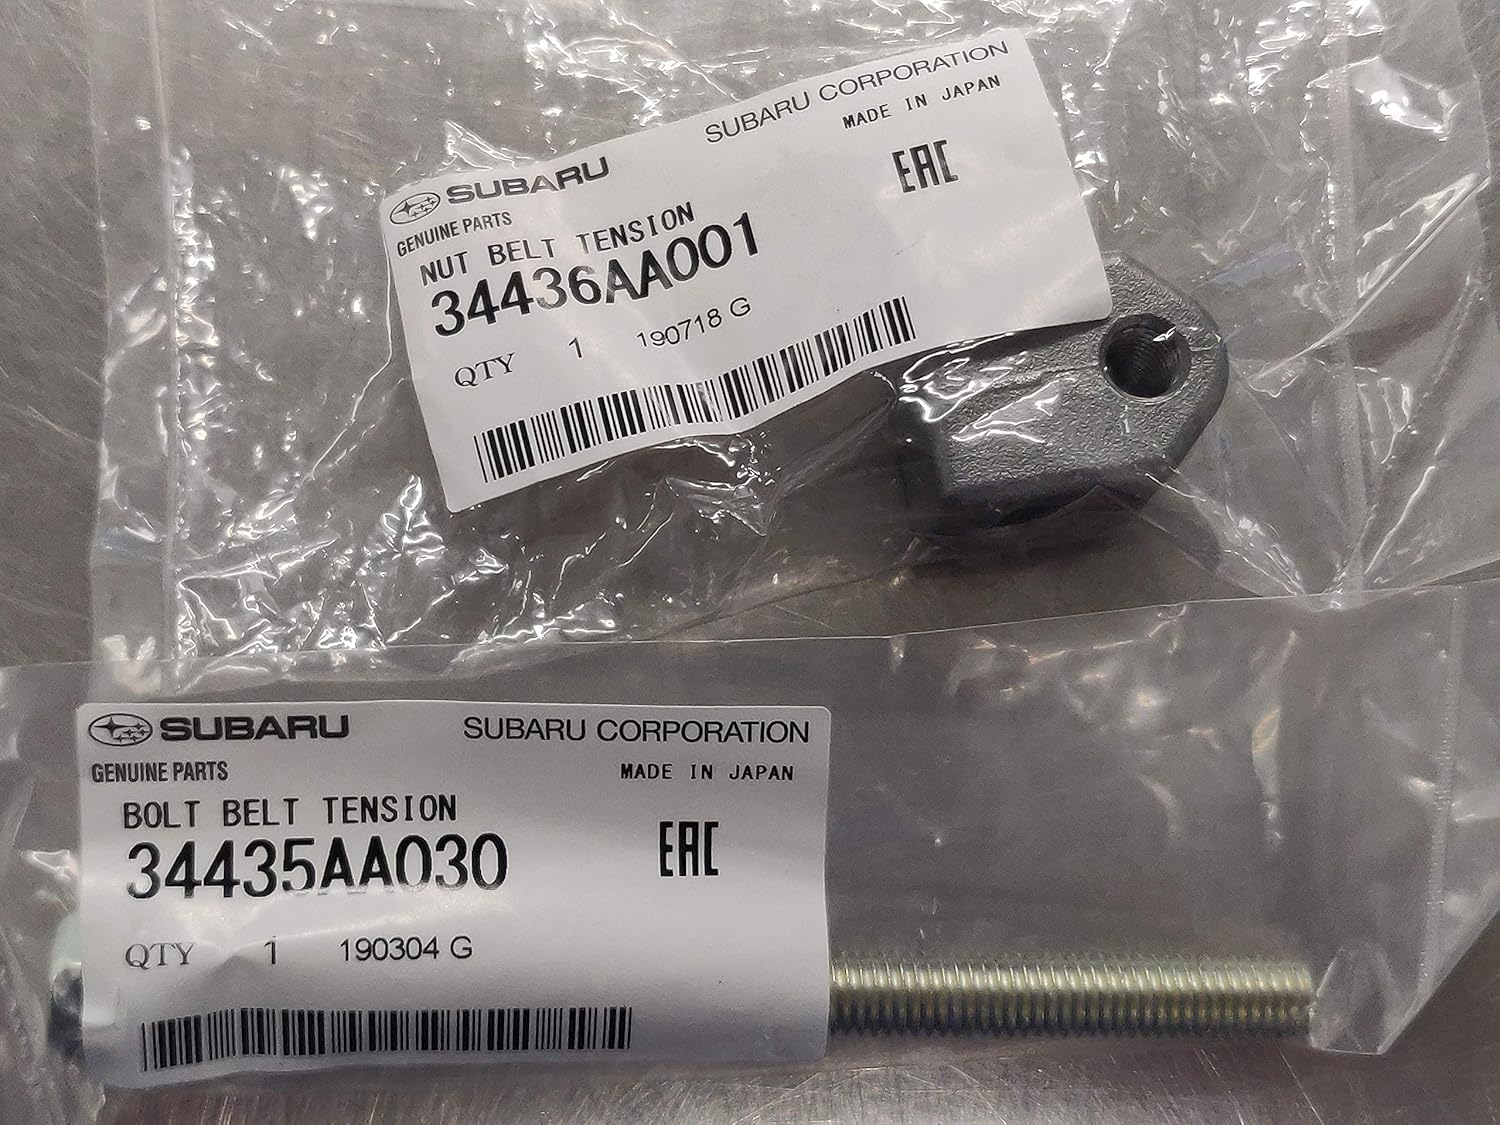 SUBARU CORPORATION
MADE IN JAPAN
SUBARU
EAC
GENUINE PARTS
NUT BELT TENSION
34436AA001
QTY 1 190718 G
SUBARU SUBARU CORPORATION
GENUINE PARTS MADE IN JAPAN
BOLT BELT TENSION
EAC
34435AA030
QTY 1 190304 G